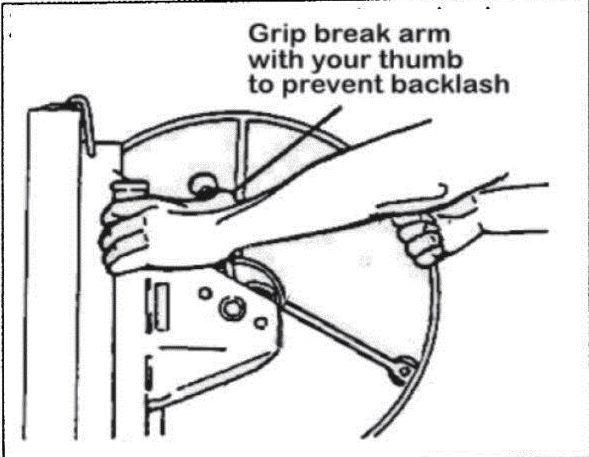 Grip break arm
with your thumb
to prevent backlash